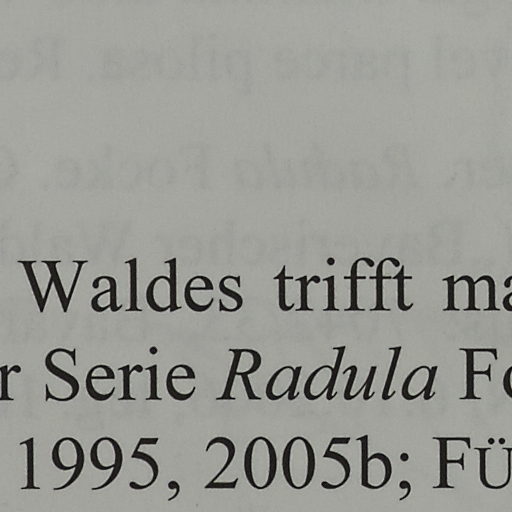 Waldes trifft ma
r Serie Radula Fo
1995, 2005b; FÜ